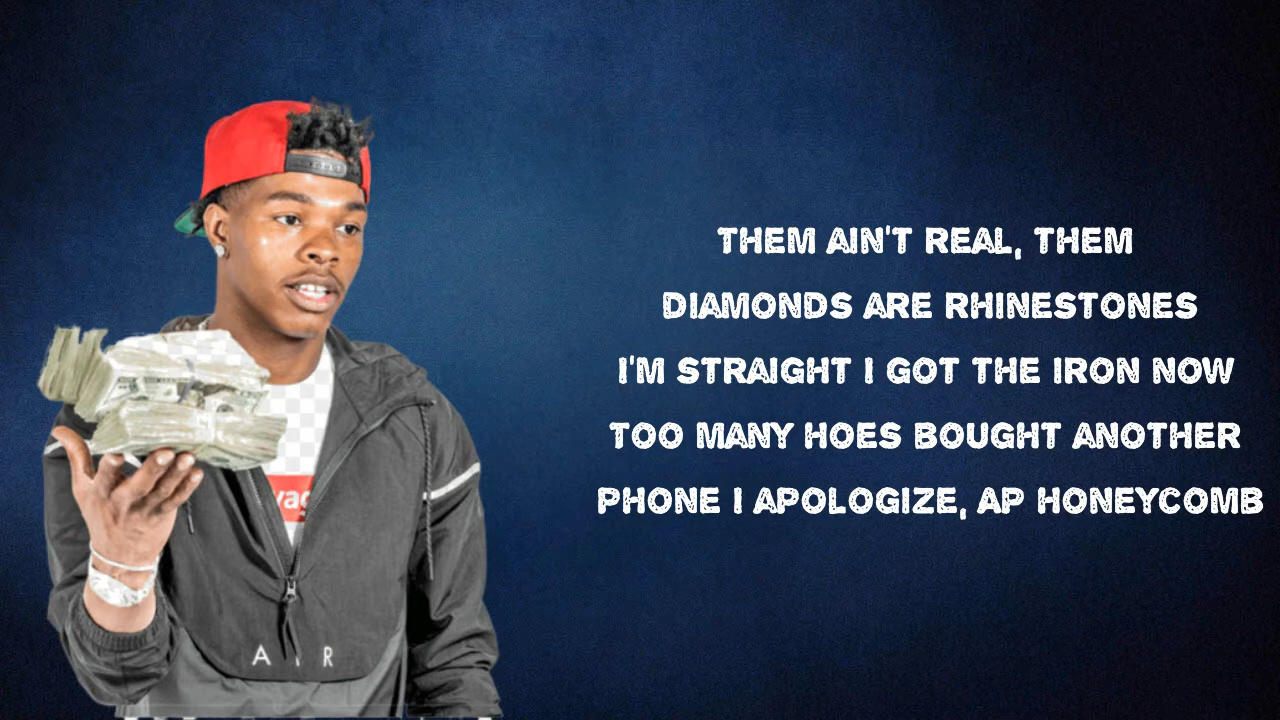 THEM AIN'T REAL, THEM
DIAMONDS ARE RHINESTONES
I'M STRAIGHT I GOT THE IRON NOW
TOO MANY HOES BOUGHT ANOTHER
PHONE I APOLOGIZE, AP HONEYCOMB
A I R